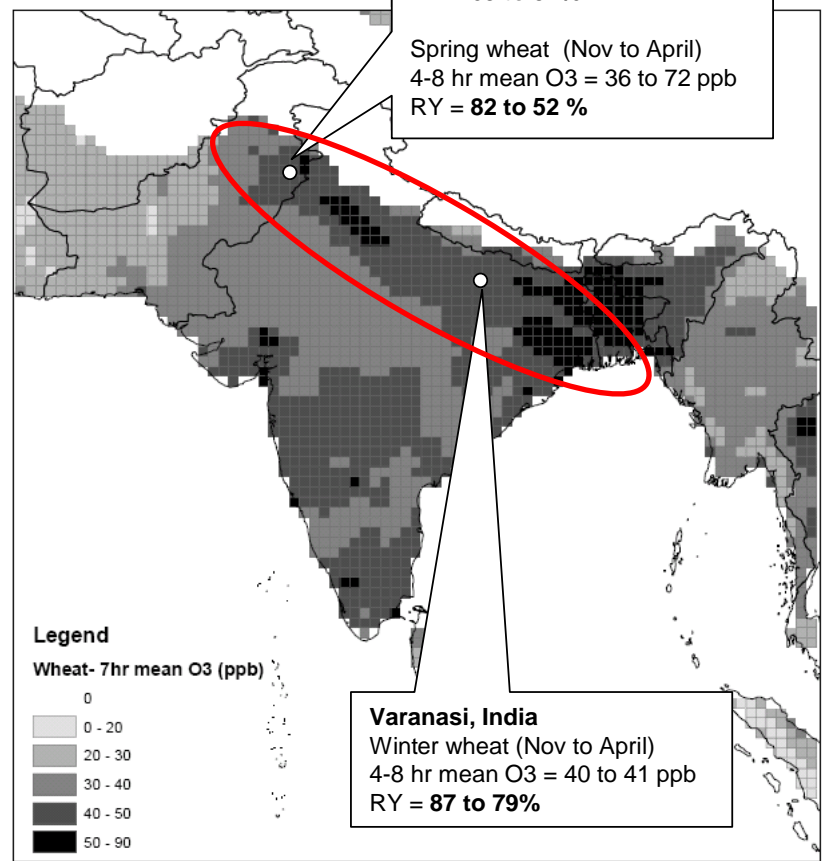 Spring wheat (Nov to April)
4-8 hr mean O3 = 36 to 72 ppb
RY = 82 to 52 %
Legend
Wheat- 7hr mean O3 (ppb)
0
0 - 20
20 - 30
30 - 40
40 - 50
50 - 90
Varanasi, India
Winter wheat (Nov to April)
4-8 hr mean O3 = 40 to 41 ppb
RY = 87 to 79%